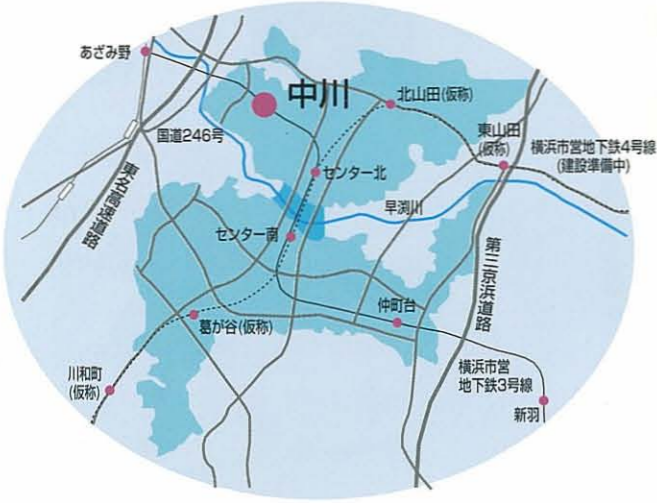 あざみ野
中川
北山田(仮称)
国道246号
東山田
(仮称)
横浜市営地下鉄4号線
(建設準備中)
センター北
東名高速道路
早渕川
センター南
第三京浜道路
仲町台
葛が谷(仮称)
川和町
(仮称)
横浜市営
地下鉄3号線
新羽